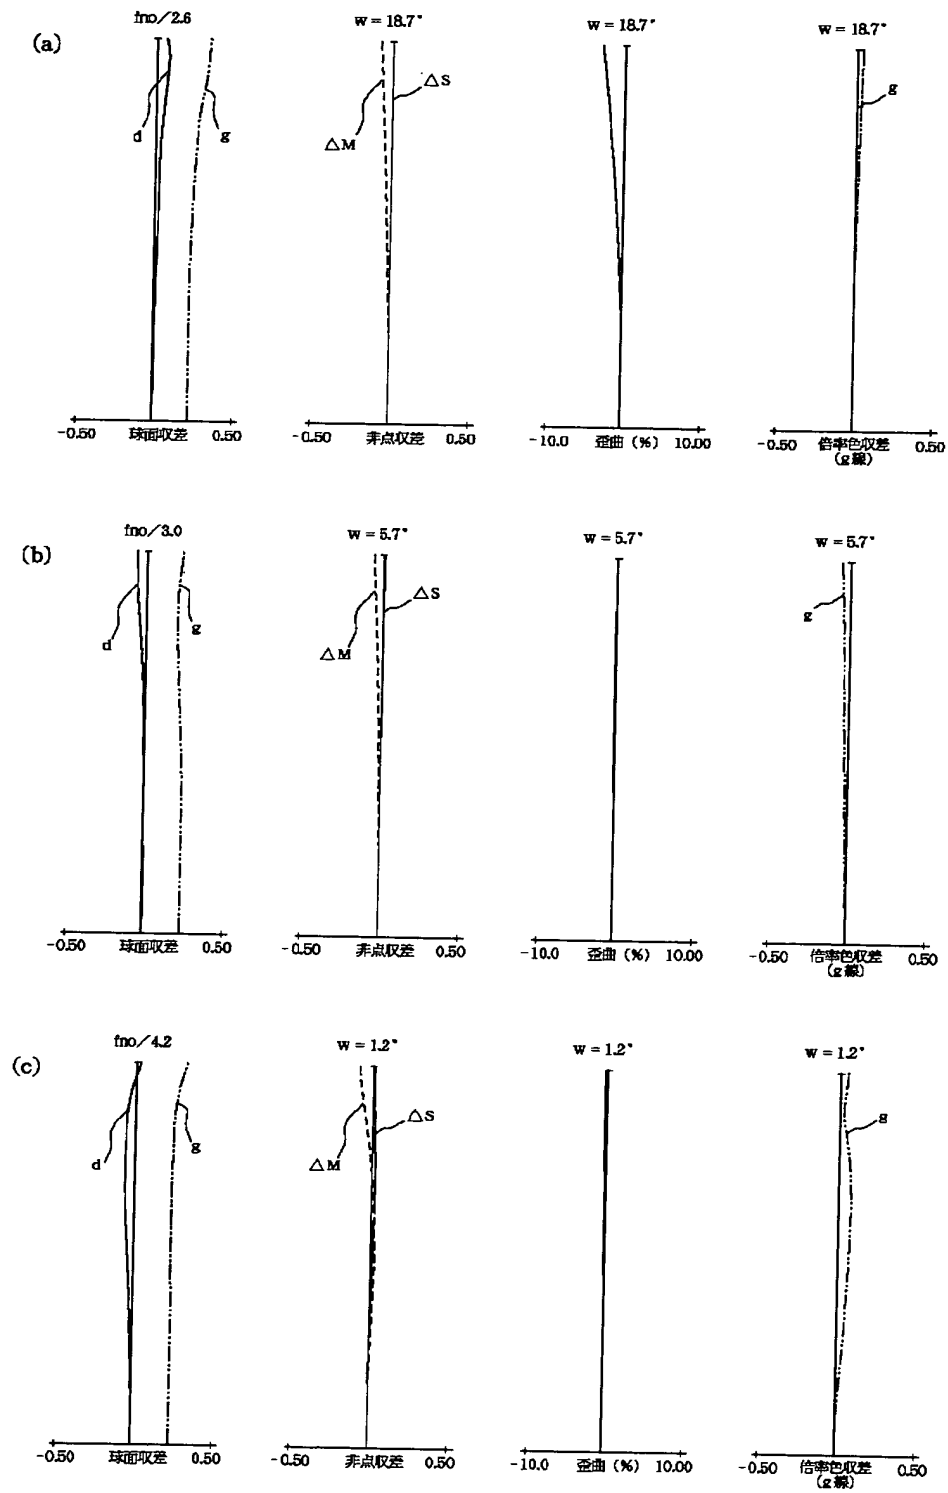 (a)
fno／2.6
d
g
-0.50 球面収差 0.50
w = 18.7°
△S
△M
-0.50 非点収差 0.50
w = 18.7°
-10.0 歪曲 (%) 10.00
w = 18.7°
g
-0.50 倍率色収差 0.50
(g線)
(b)
fno／3.0
d
g
-0.50 球面収差 0.50
w = 5.7°
△S
△M
-0.50 非点収差 0.50
w = 5.7°
-10.0 歪曲 (%) 10.00
w = 5.7°
g
-0.50 倍率色収差 0.50
(g線)
(c)
fno／4.2
d
g
-0.50 球面収差 0.50
w = 1.2°
△S
△M
-0.50 非点収差 0.50
w = 1.2°
-10.0 歪曲 (%) 10.00
w = 1.2°
g
-0.50 倍率色収差 0.50
(g線)